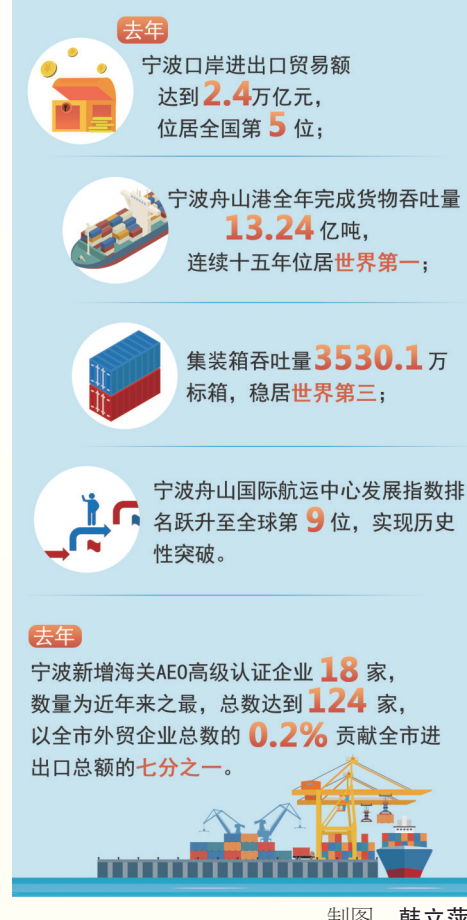 去年
宁波口岸进出口贸易额
达到2.4万亿元，
位居全国第5位；
宁波舟山港全年完成货物吞吐量
13.24亿吨，
连续十五年位居世界第一；
集装箱吞吐量3530.1万
标箱，稳居世界第三；
宁波舟山国际航运中心发展指数排
名跃升至全球第9位，实现历史
性突破。
去年
宁波新增海关AEO高级认证企业18家，
数量为近年来之最，总数达到124家，
以全市外贸企业总数的0.2%贡献全市进
出口总额的七分之一。
制图 韩立萍